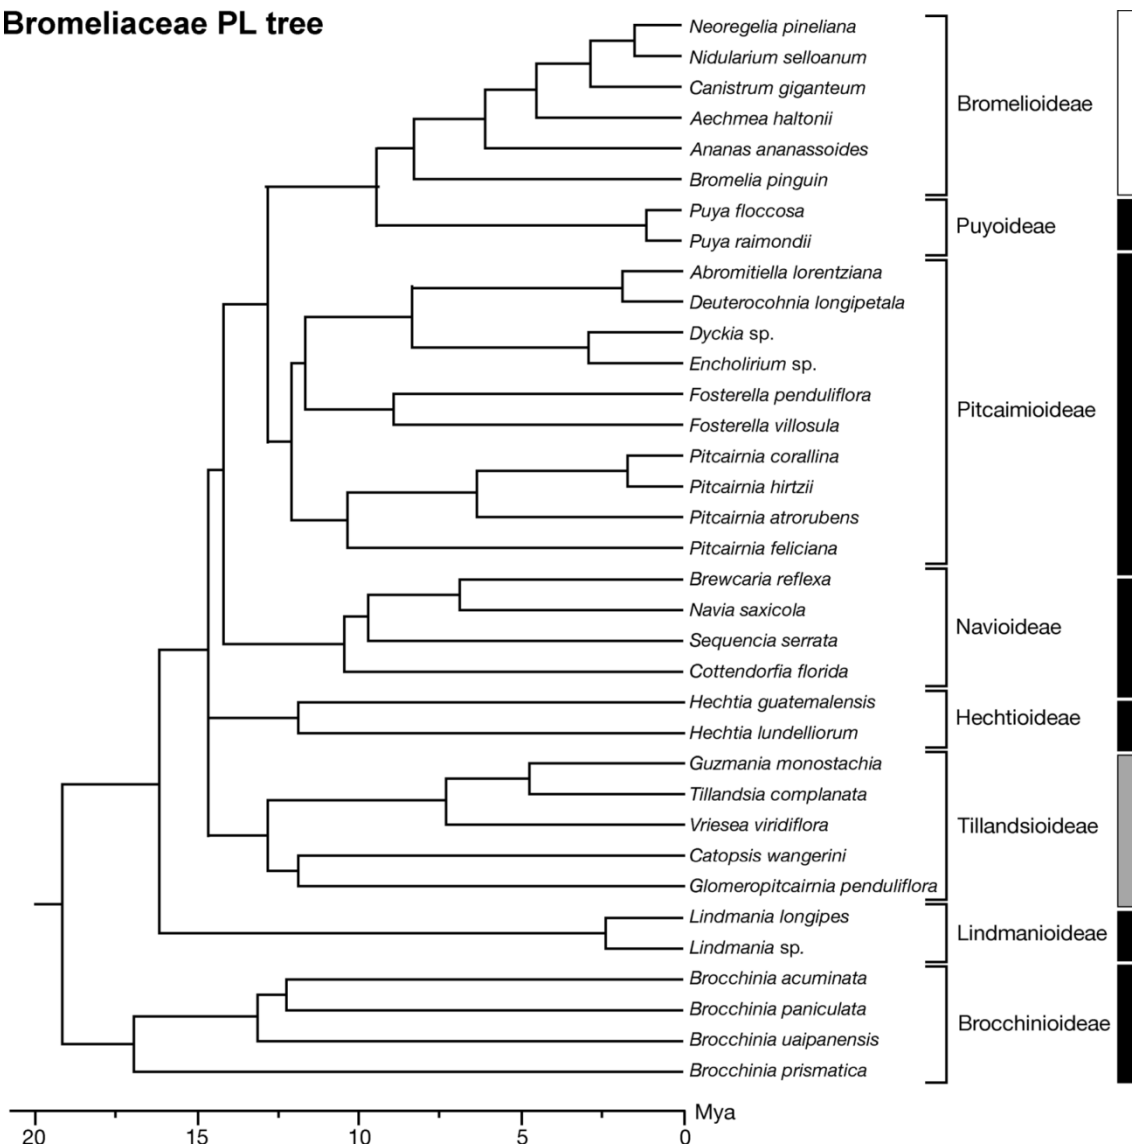 Bromeliaceae PL tree
Neoregelia pineliana
Nidularium selloanum
Canistrum giganteum
Aechmea haltonii
Ananas ananassoides
Bromelia pinguin
Bromelioideae
Puya floccosa
Puya raimondii
Puyoideae
Abromitiella lorentziana
Deuterocohnia longipetala
Dyckia sp.
Encholirium sp.
Fosterella penduliflora
Fosterella villosula
Pitcairnia corallina
Pitcairnia hirtzii
Pitcairnia atrorubens
Pitcairnia feliciana
Pitcaimioideae
Brewcaria reflexa
Navia saxicola
Sequencia serrata
Cottendorfia florida
Navioideae
Hechtia guatemalensis
Hechtia lundelliorum
Hechtioideae
Guzmania monostachia
Tillandsia complanata
Vriesea viridiflora
Catopsis wangerini
Glomeropitcairnia penduliflora
Tillandsioideae
Lindmania longipes
Lindmania sp.
Lindmanioideae
Brocchinia acuminata
Brocchinia paniculata
Brocchinia uaipanensis
Brocchinia prismatica
Brocchinioideae
Mya
20 15 10 5 0